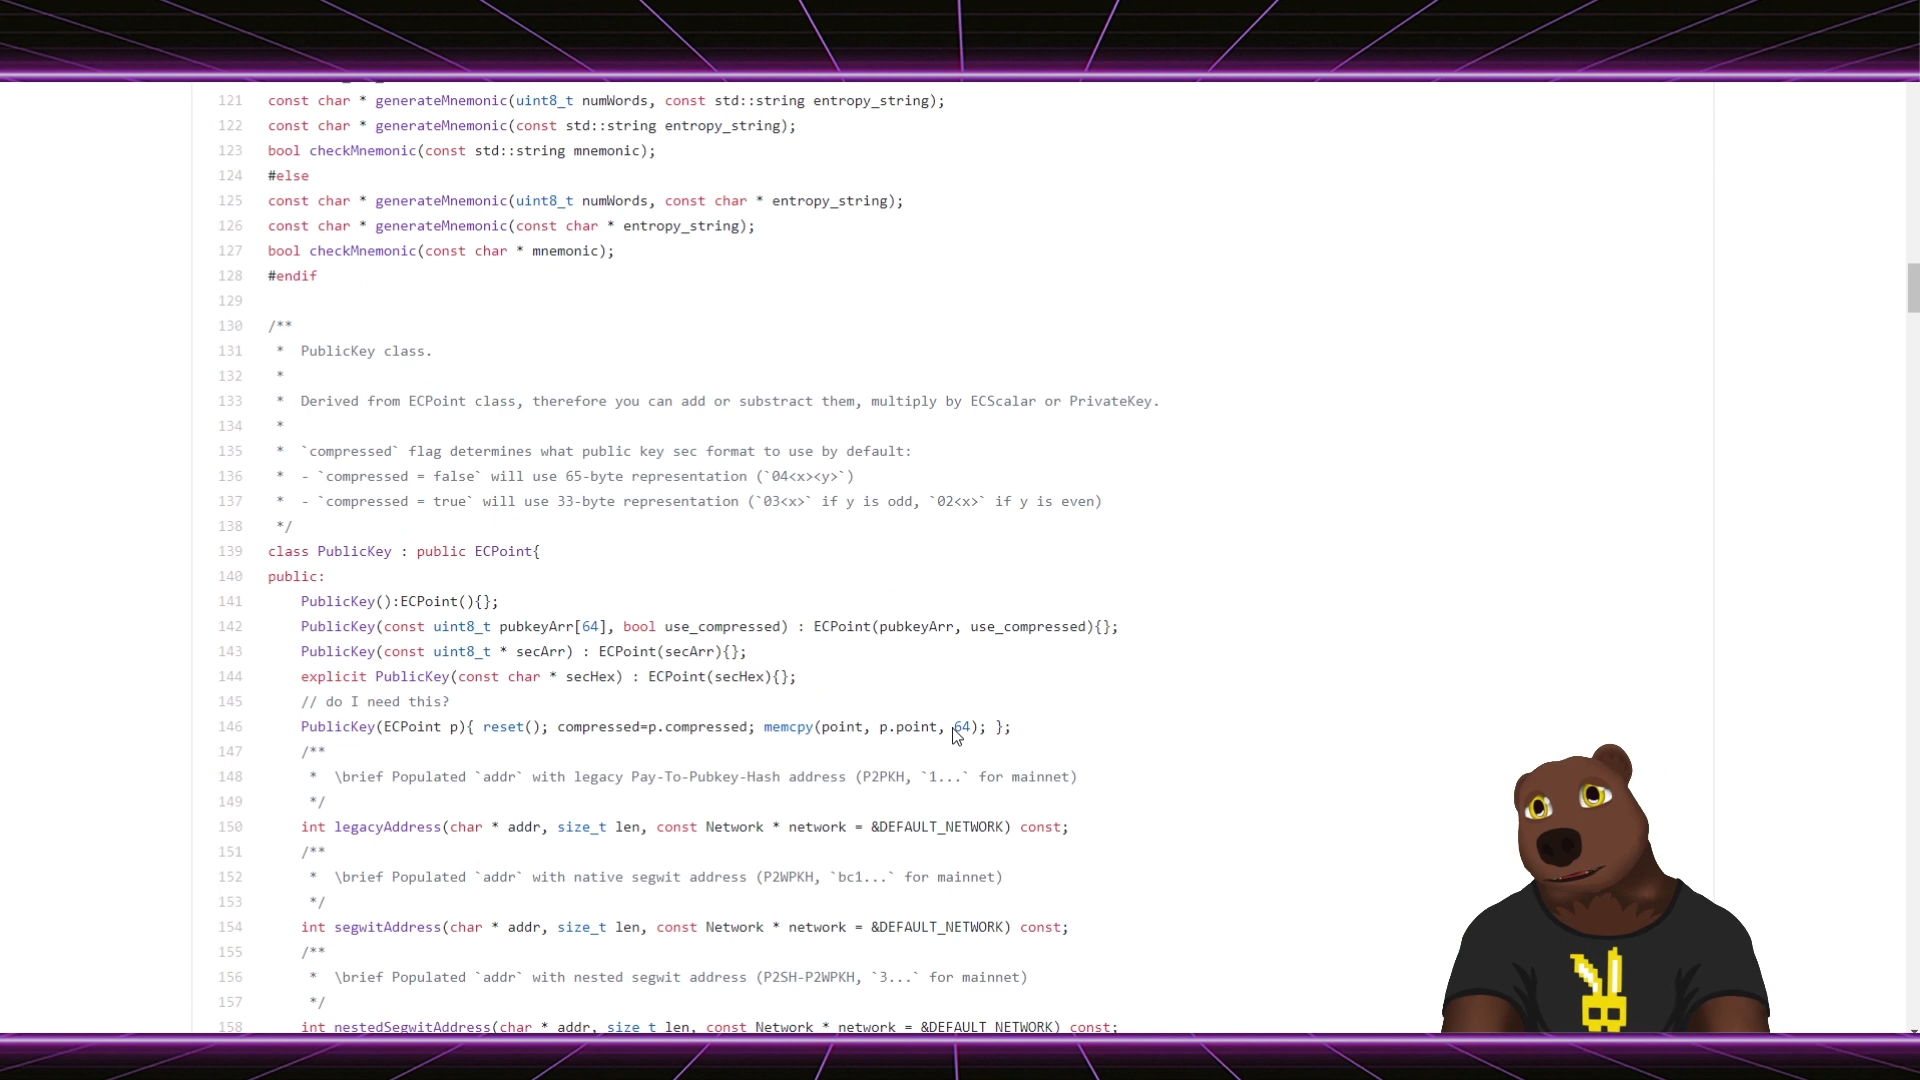 121 const char * generateMnemonic(uint8_t numWords, const std::string entropy_string);
122 const char * generateMnemonic(const std::string entropy_string);
123 bool checkMnemonic(const std::string mnemonic);
124 #else
125 const char * generateMnemonic(uint8_t numWords, const char * entropy_string);
126 const char * generateMnemonic(const char * entropy_string);
127 bool checkMnemonic(const char * mnemonic);
128 #endif
129
130 /**
131  *  PublicKey class.
132  *
133  *  Derived from ECPoint class, therefore you can add or substract them, multiply by ECScalar or PrivateKey.
134  *
135  *  `compressed` flag determines what public key sec format to use by default:
136  *  - `compressed = false` will use 65-byte representation (`04<x><y>`)
137  *  - `compressed = true` will use 33-byte representation (`03<x>` if y is odd, `02<x>` if y is even)
138  */
139 class PublicKey : public ECPoint{
140 public:
141     PublicKey():ECPoint(){};
142     PublicKey(const uint8_t pubkeyArr[64], bool use_compressed) : ECPoint(pubkeyArr, use_compressed){};
143     PublicKey(const uint8_t * secArr) : ECPoint(secArr){};
144     explicit PublicKey(const char * secHex) : ECPoint(secHex){};
145     // do I need this?
146     PublicKey(ECPoint p){ reset(); compressed=p.compressed; memcpy(point, p.point, 64); };
147     /**
148      *  \brief Populated `addr` with legacy Pay-To-Pubkey-Hash address (P2PKH, `1...` for mainnet)
149      */
150     int legacyAddress(char * addr, size_t len, const Network * network = &DEFAULT_NETWORK) const;
151     /**
152      *  \brief Populated `addr` with native segwit address (P2WPKH, `bc1...` for mainnet)
153      */
154     int segwitAddress(char * addr, size_t len, const Network * network = &DEFAULT_NETWORK) const;
155     /**
156      *  \brief Populated `addr` with nested segwit address (P2SH-P2WPKH, `3...` for mainnet)
157      */
158     int nestedSegwitAddress(char * addr, size_t len, const Network * network = &DEFAULT_NETWORK) const;